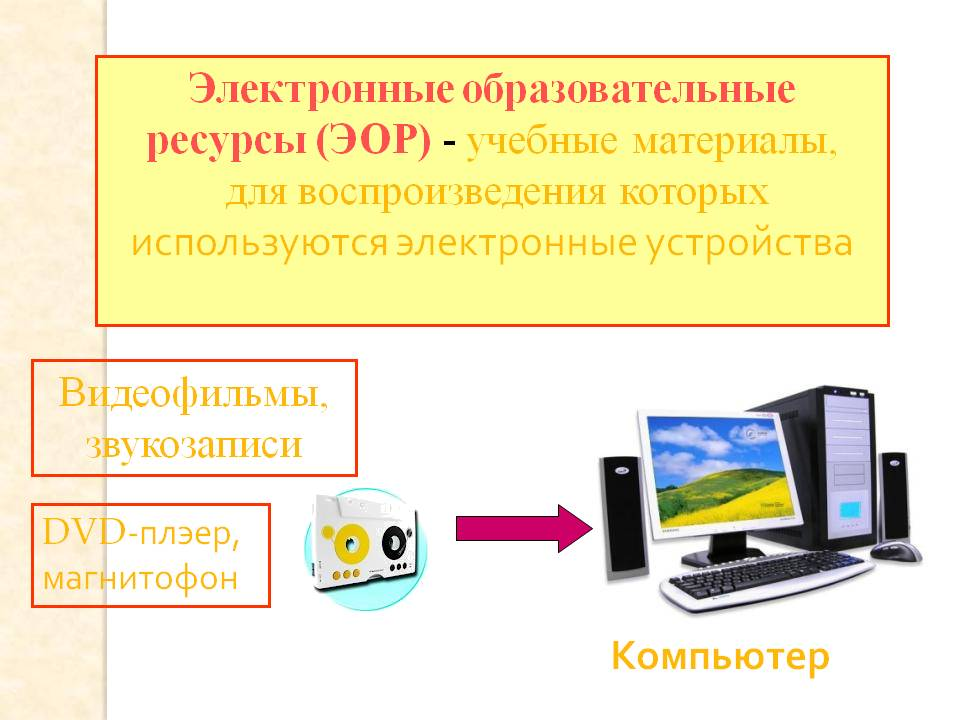 Электронные образовательные
ресурсы (ЭОР) - учебные материалы,
для воспроизведения которых
используются электронные устройства
Видеофильмы,
звукозаписи
DVD-плэер,
магнитофон
Компьютер